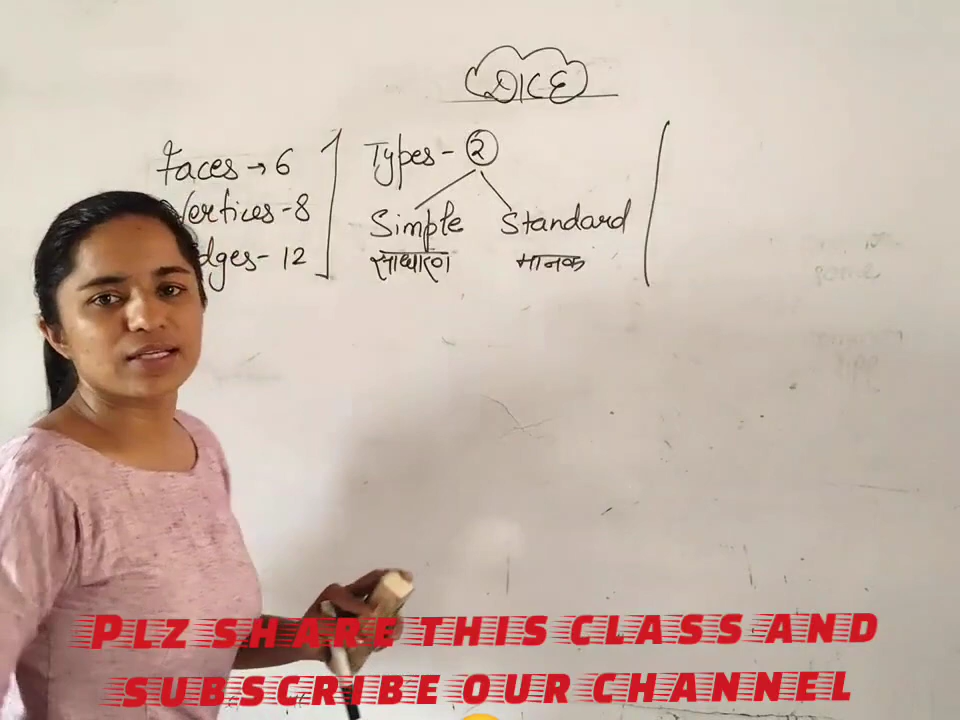 DICE
Faces → 6
Vertices - 8
dges - 12
Types - 2
Simple Standard
साधारण मानक
PLZ SHARE THIS CLASS AND
SUBSCRIBE OUR CHANNEL